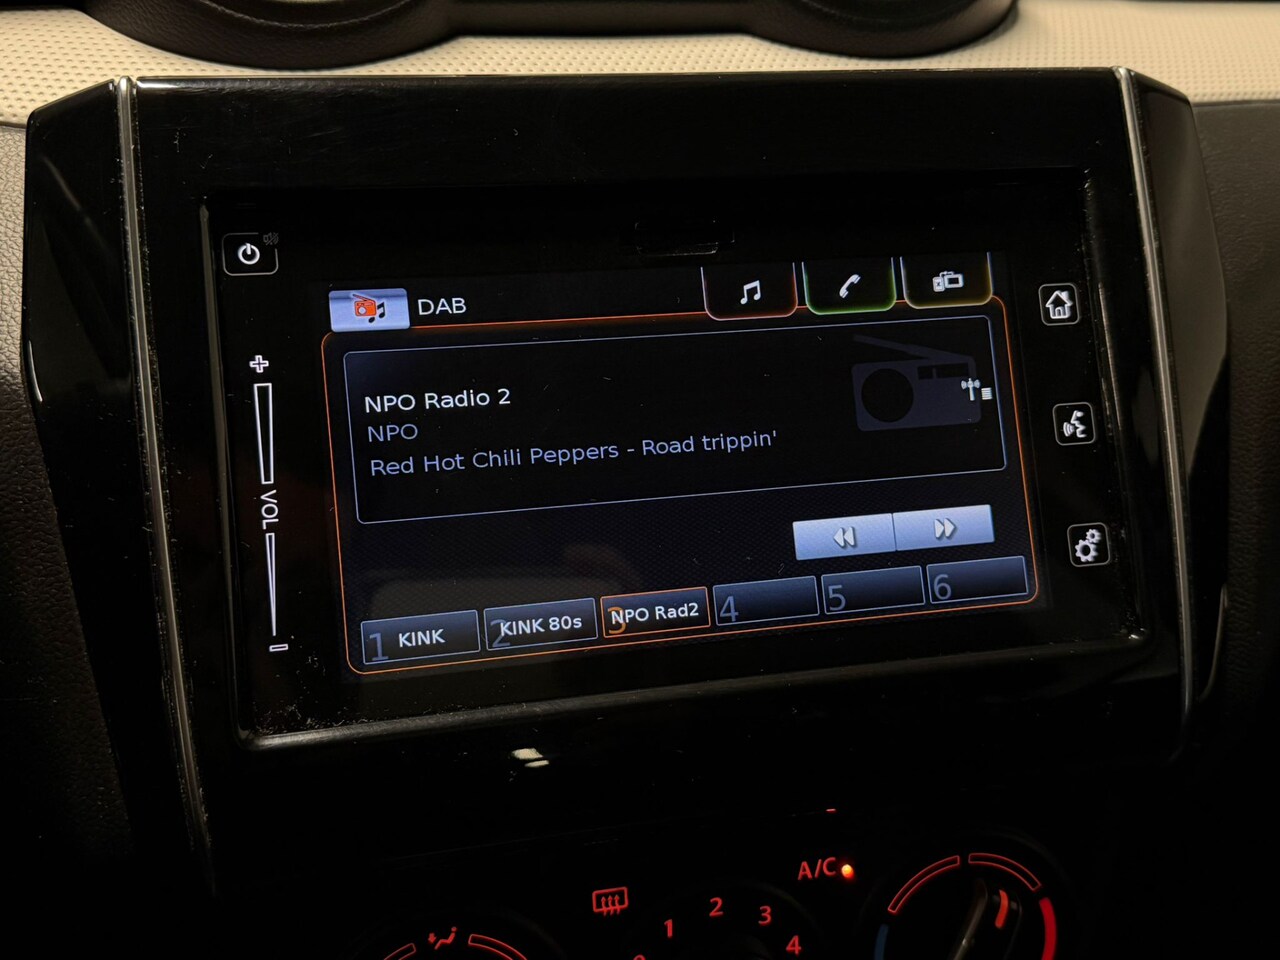 DAB
NPO Radio 2
NPO
Red Hot Chili Peppers - Road trippin'
+
VOL
-
1 KINK
2 KINK 80s
3 NPO Rad2
4
5
6
A/C
1
2
3
4